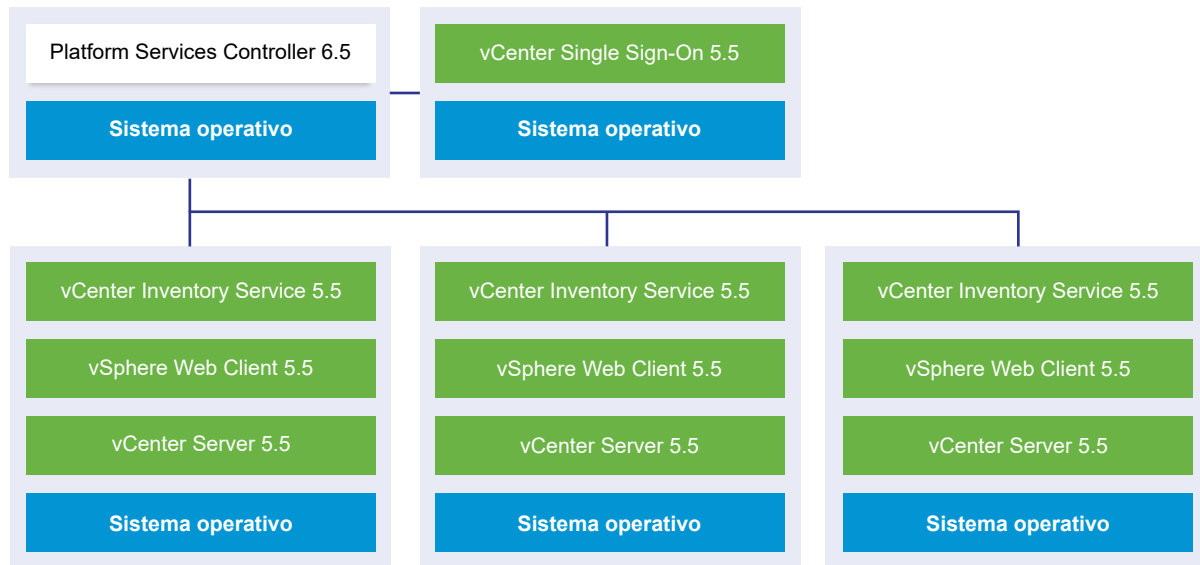 Platform Services Controller 6.5
Sistema operativo
vCenter Single Sign-On 5.5
Sistema operativo
vCenter Inventory Service 5.5
vSphere Web Client 5.5
vCenter Server 5.5
Sistema operativo
vCenter Inventory Service 5.5
vSphere Web Client 5.5
vCenter Server 5.5
Sistema operativo
vCenter Inventory Service 5.5
vSphere Web Client 5.5
vCenter Server 5.5
Sistema operativo